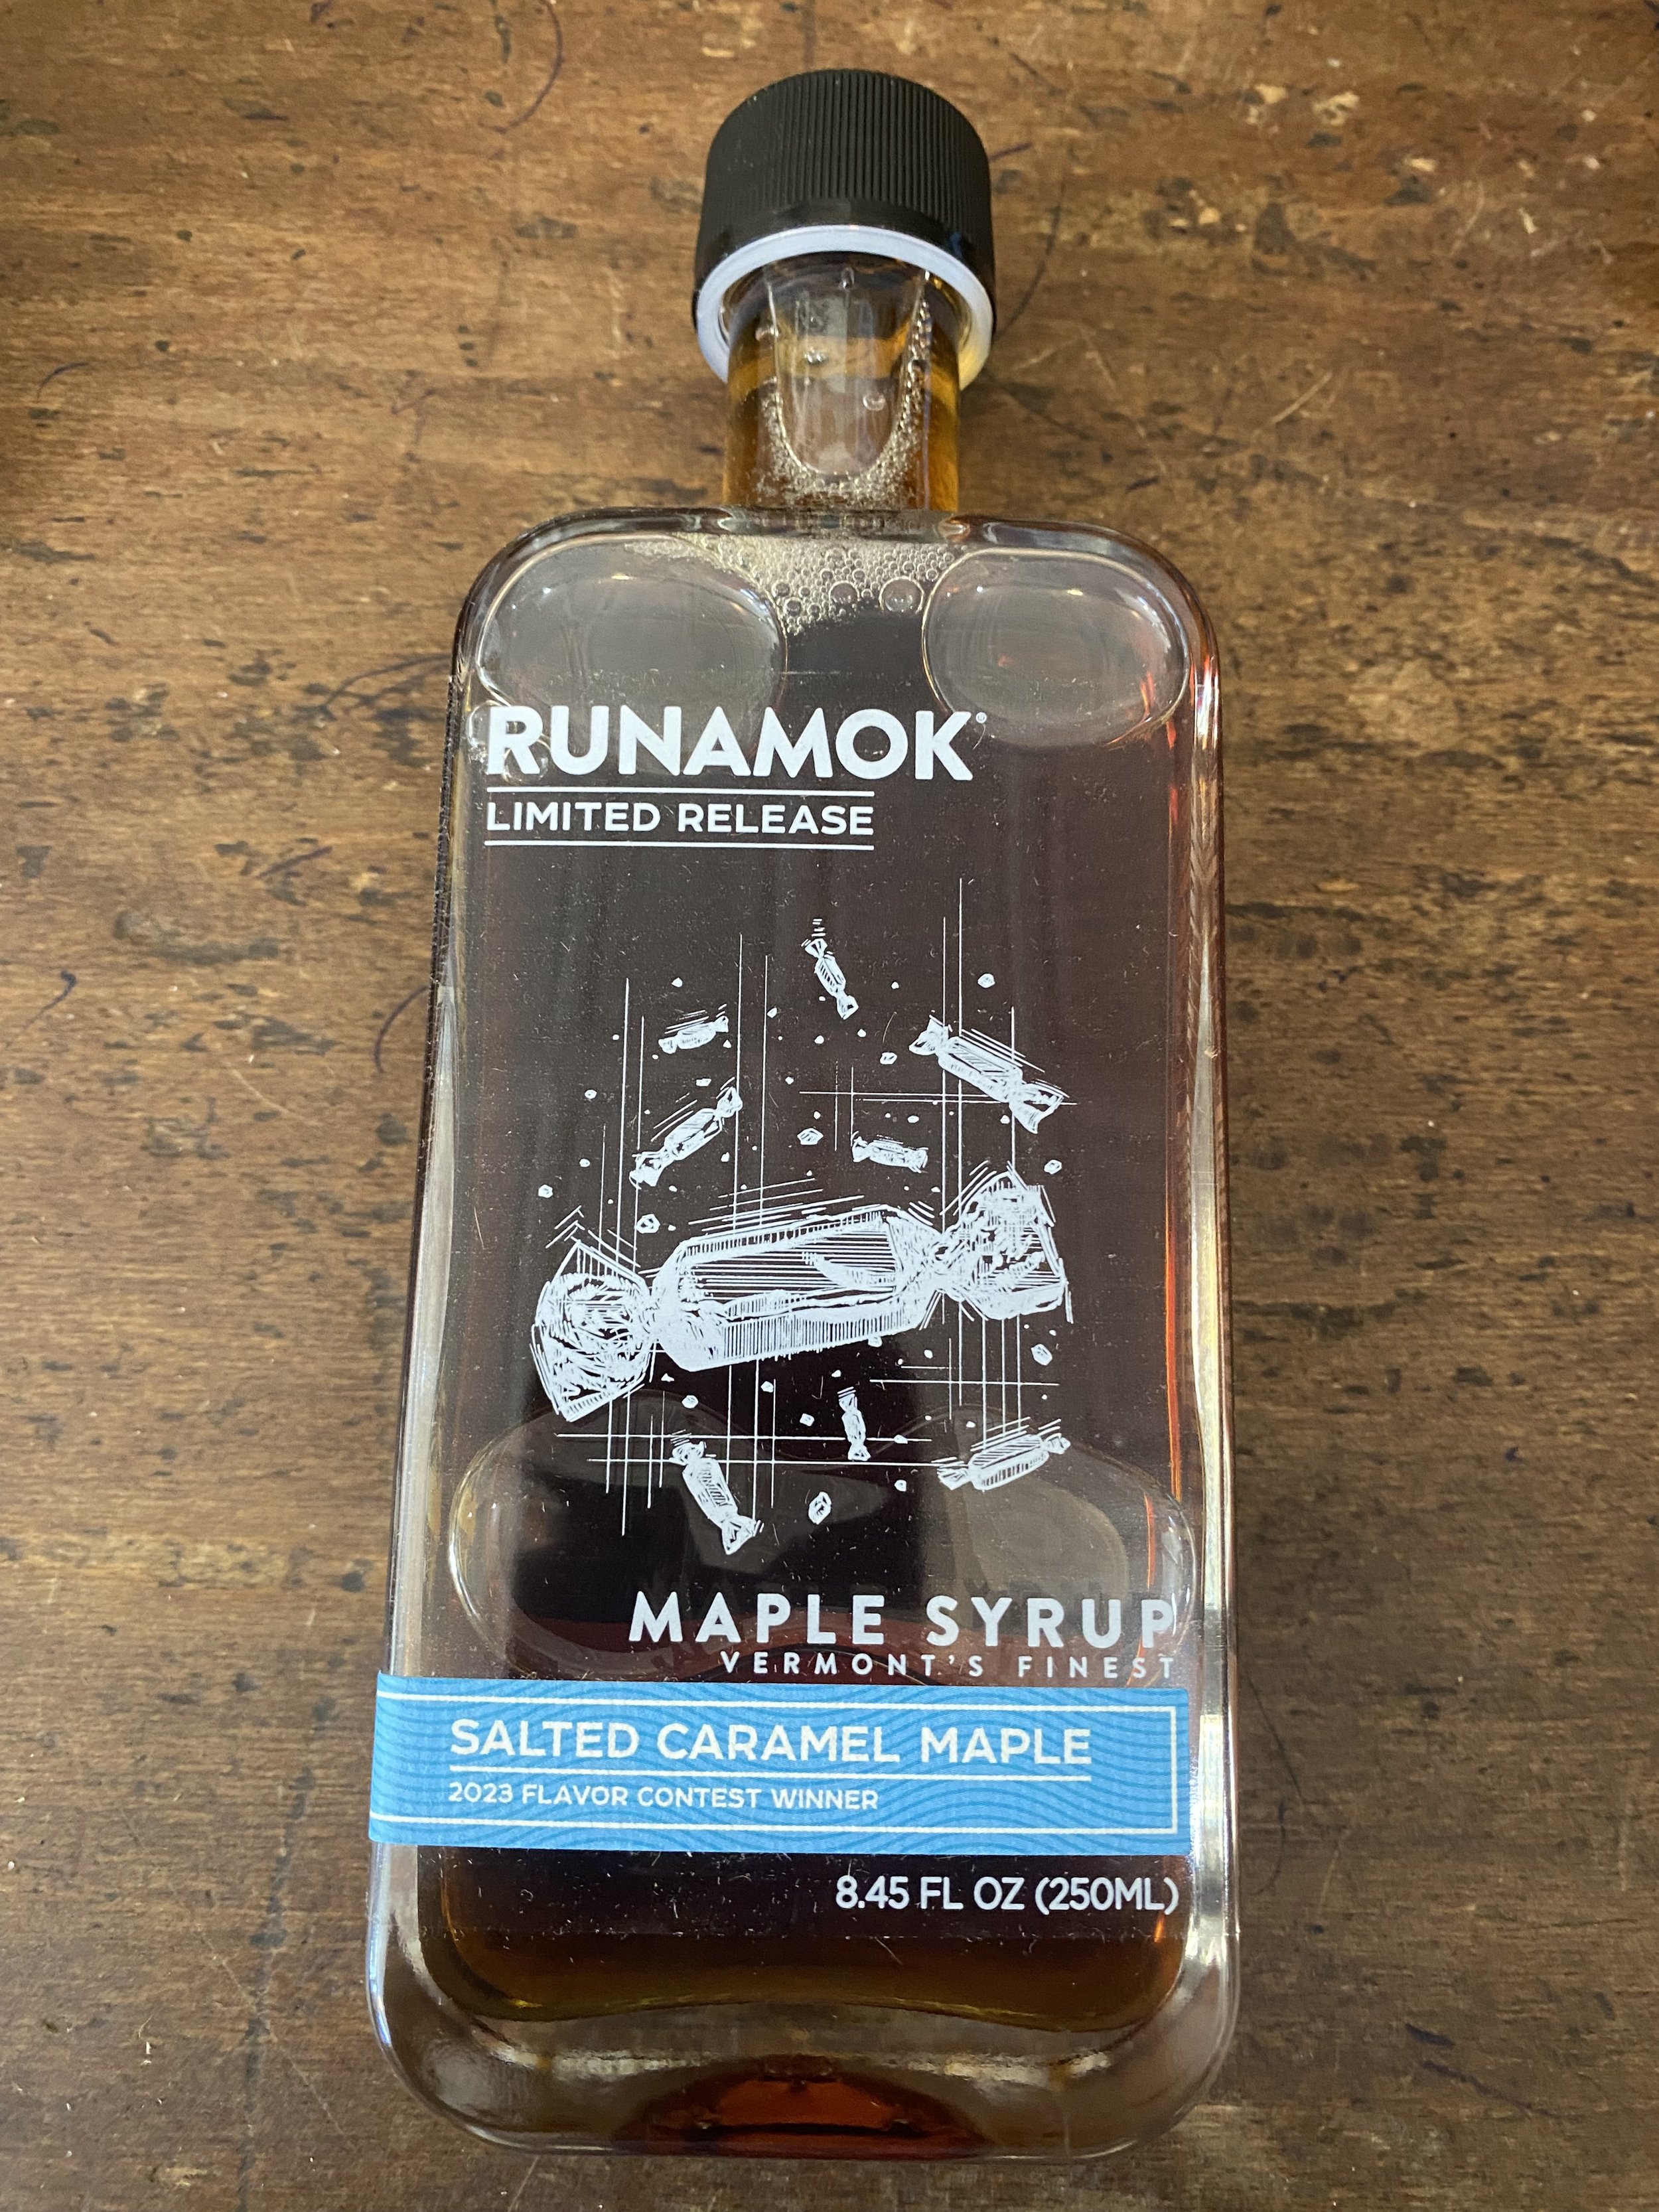 RUNAMOK®
LIMITED RELEASE
MAPLE SYRUP
VERMONT'S FINEST
SALTED CARAMEL MAPLE
2023 FLAVOR CONTEST WINNER
8.45 FL OZ (250ML)